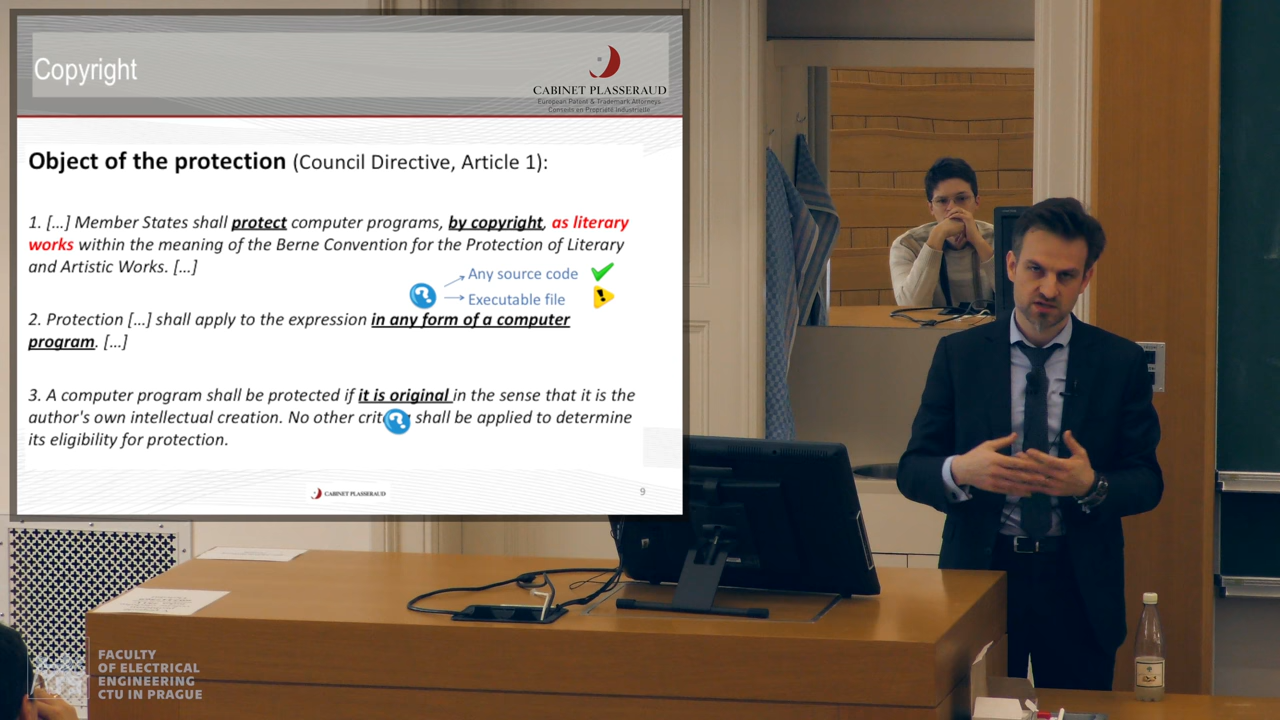 Copyright
CABINET PLASSERAUD
European Patent & Trademark Attorneys
Conseils en Propriété Industrielle
Object of the protection (Council Directive, Article 1):
1. […] Member States shall protect computer programs, by copyright, as literary
works within the meaning of the Berne Convention for the Protection of Literary
and Artistic Works. […]
Any source code
Executable file
2. Protection […] shall apply to the expression in any form of a computer
program. […]
3. A computer program shall be protected if it is original in the sense that it is the
author's own intellectual creation. No other shall be applied to determine
its eligibility for protection.
CABINET PLASSERAUD
9
FACULTY
OF ELECTRICAL
ENGINEERING
CTU IN PRAGUE